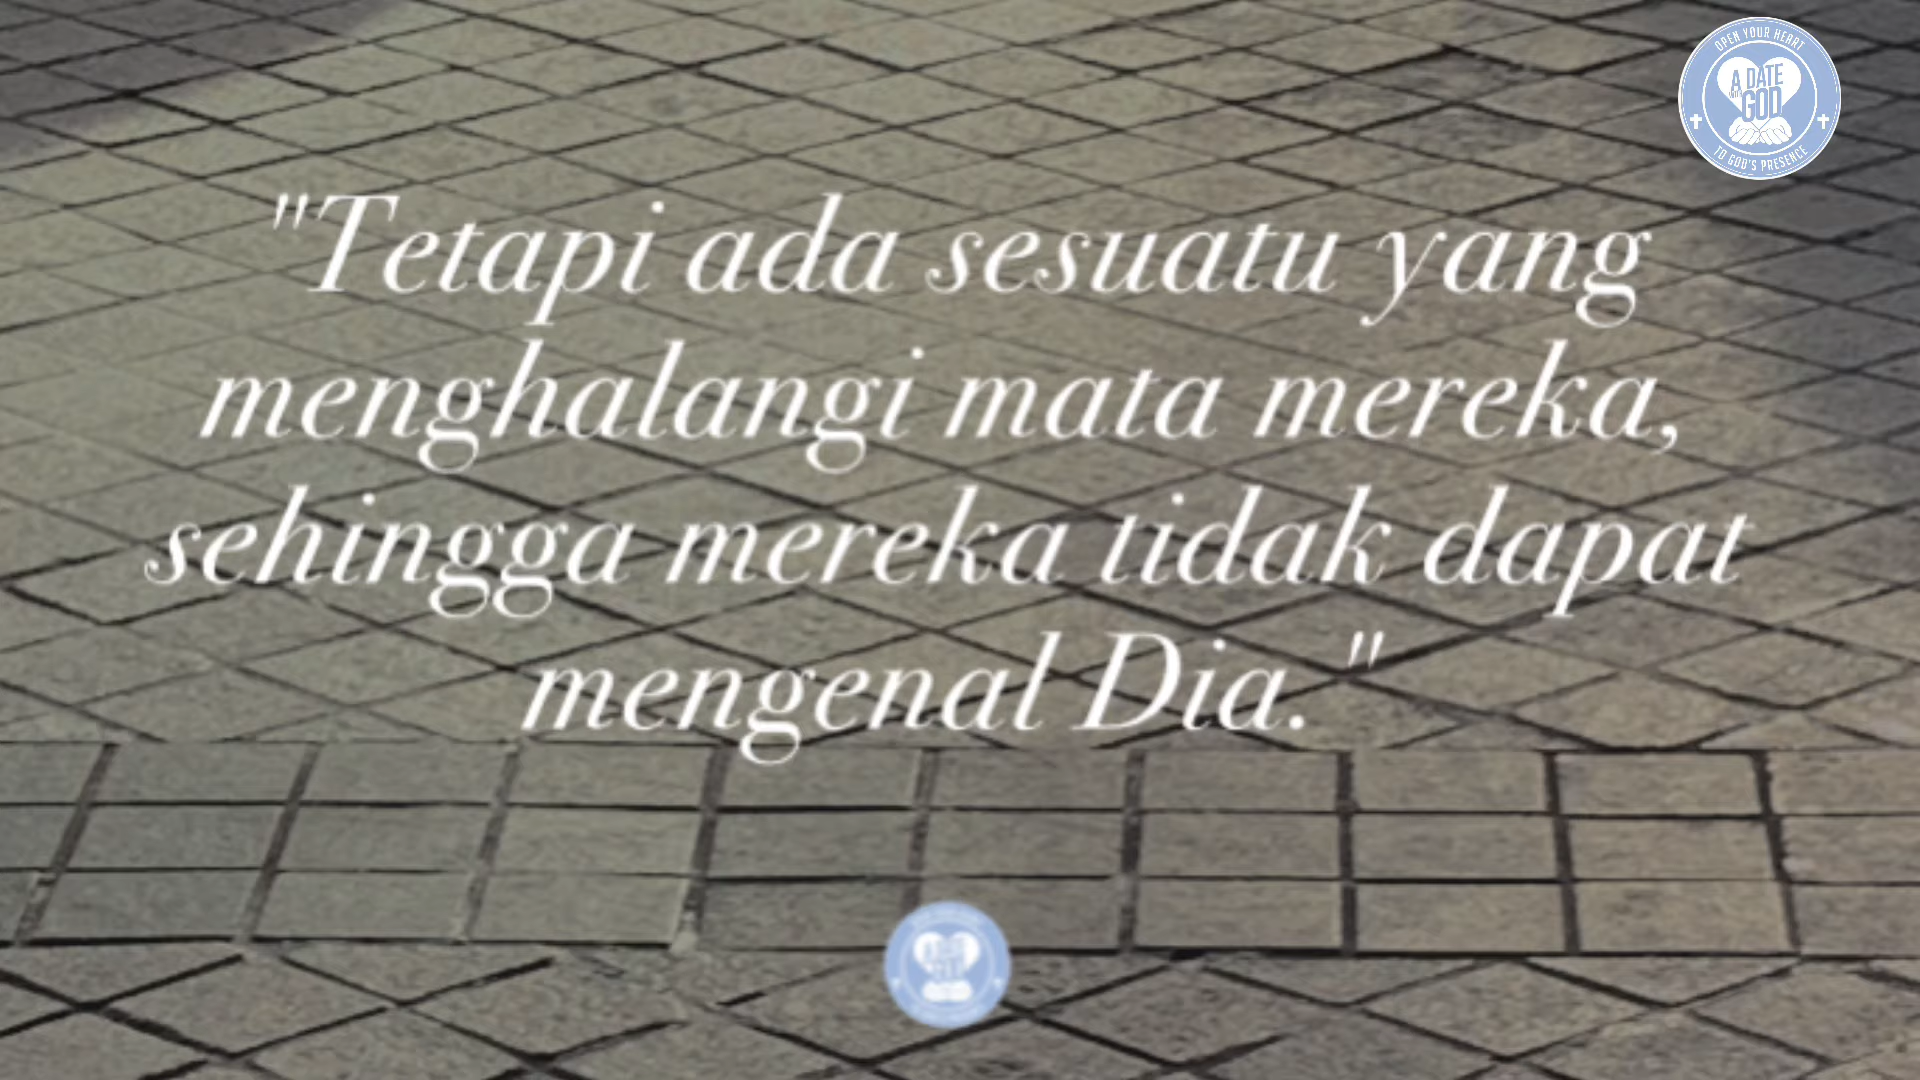 OPEN YOUR HEART
A DATE
GOD
TO GOD'S PRESENCE
"Tetapi ada sesuatu yang
menghalangi mata mereka,
sehingga mereka tidak dapat
mengenal Dia."